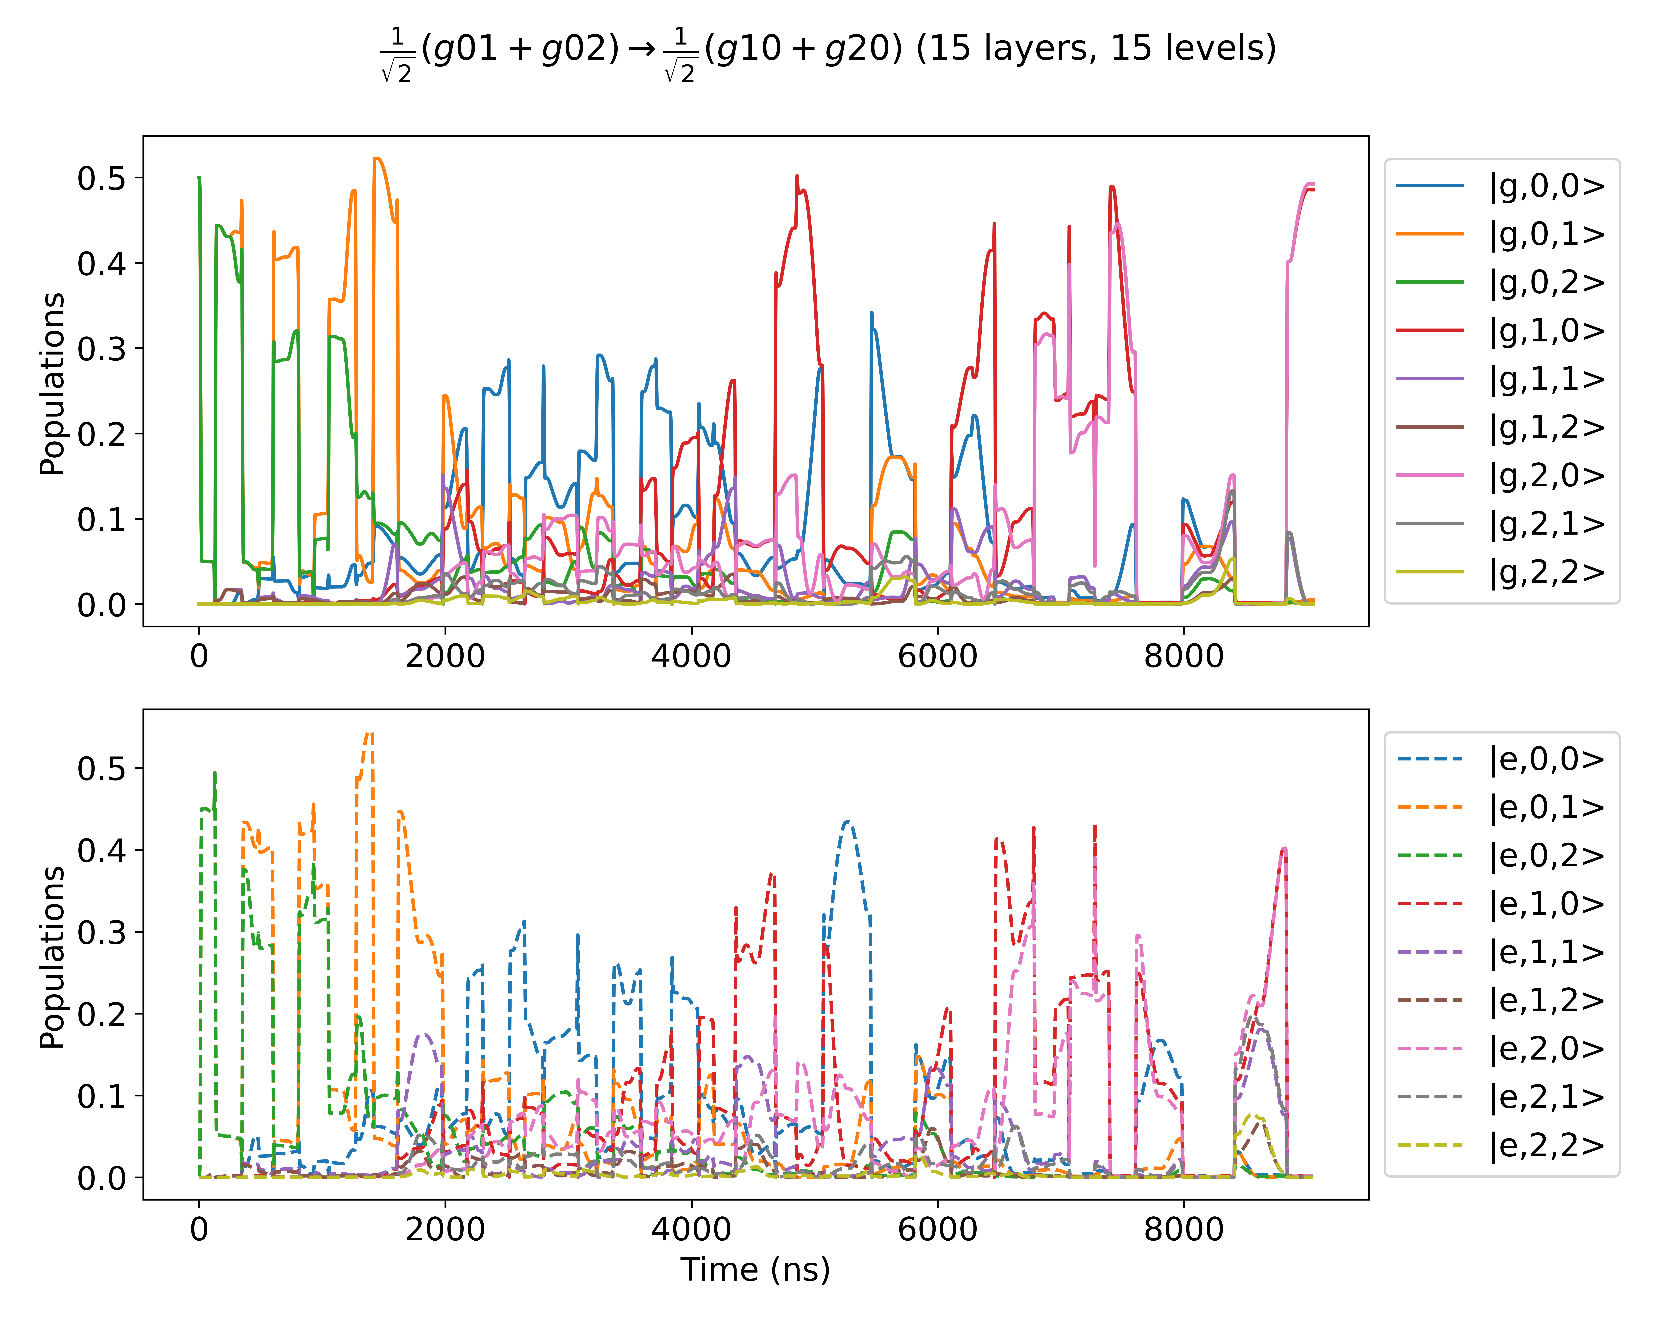 1/√2 (g01 + g02) → 1/√2 (g10 + g20) (15 layers, 15 levels)
Populations
0.5
0.4
0.3
0.2
0.1
0.0
0 2000 4000 6000 8000
|g,0,0>
|g,0,1>
|g,0,2>
|g,1,0>
|g,1,1>
|g,1,2>
|g,2,0>
|g,2,1>
|g,2,2>
Populations
0.5
0.4
0.3
0.2
0.1
0.0
0 2000 4000 6000 8000
Time (ns)
|e,0,0>
|e,0,1>
|e,0,2>
|e,1,0>
|e,1,1>
|e,1,2>
|e,2,0>
|e,2,1>
|e,2,2>